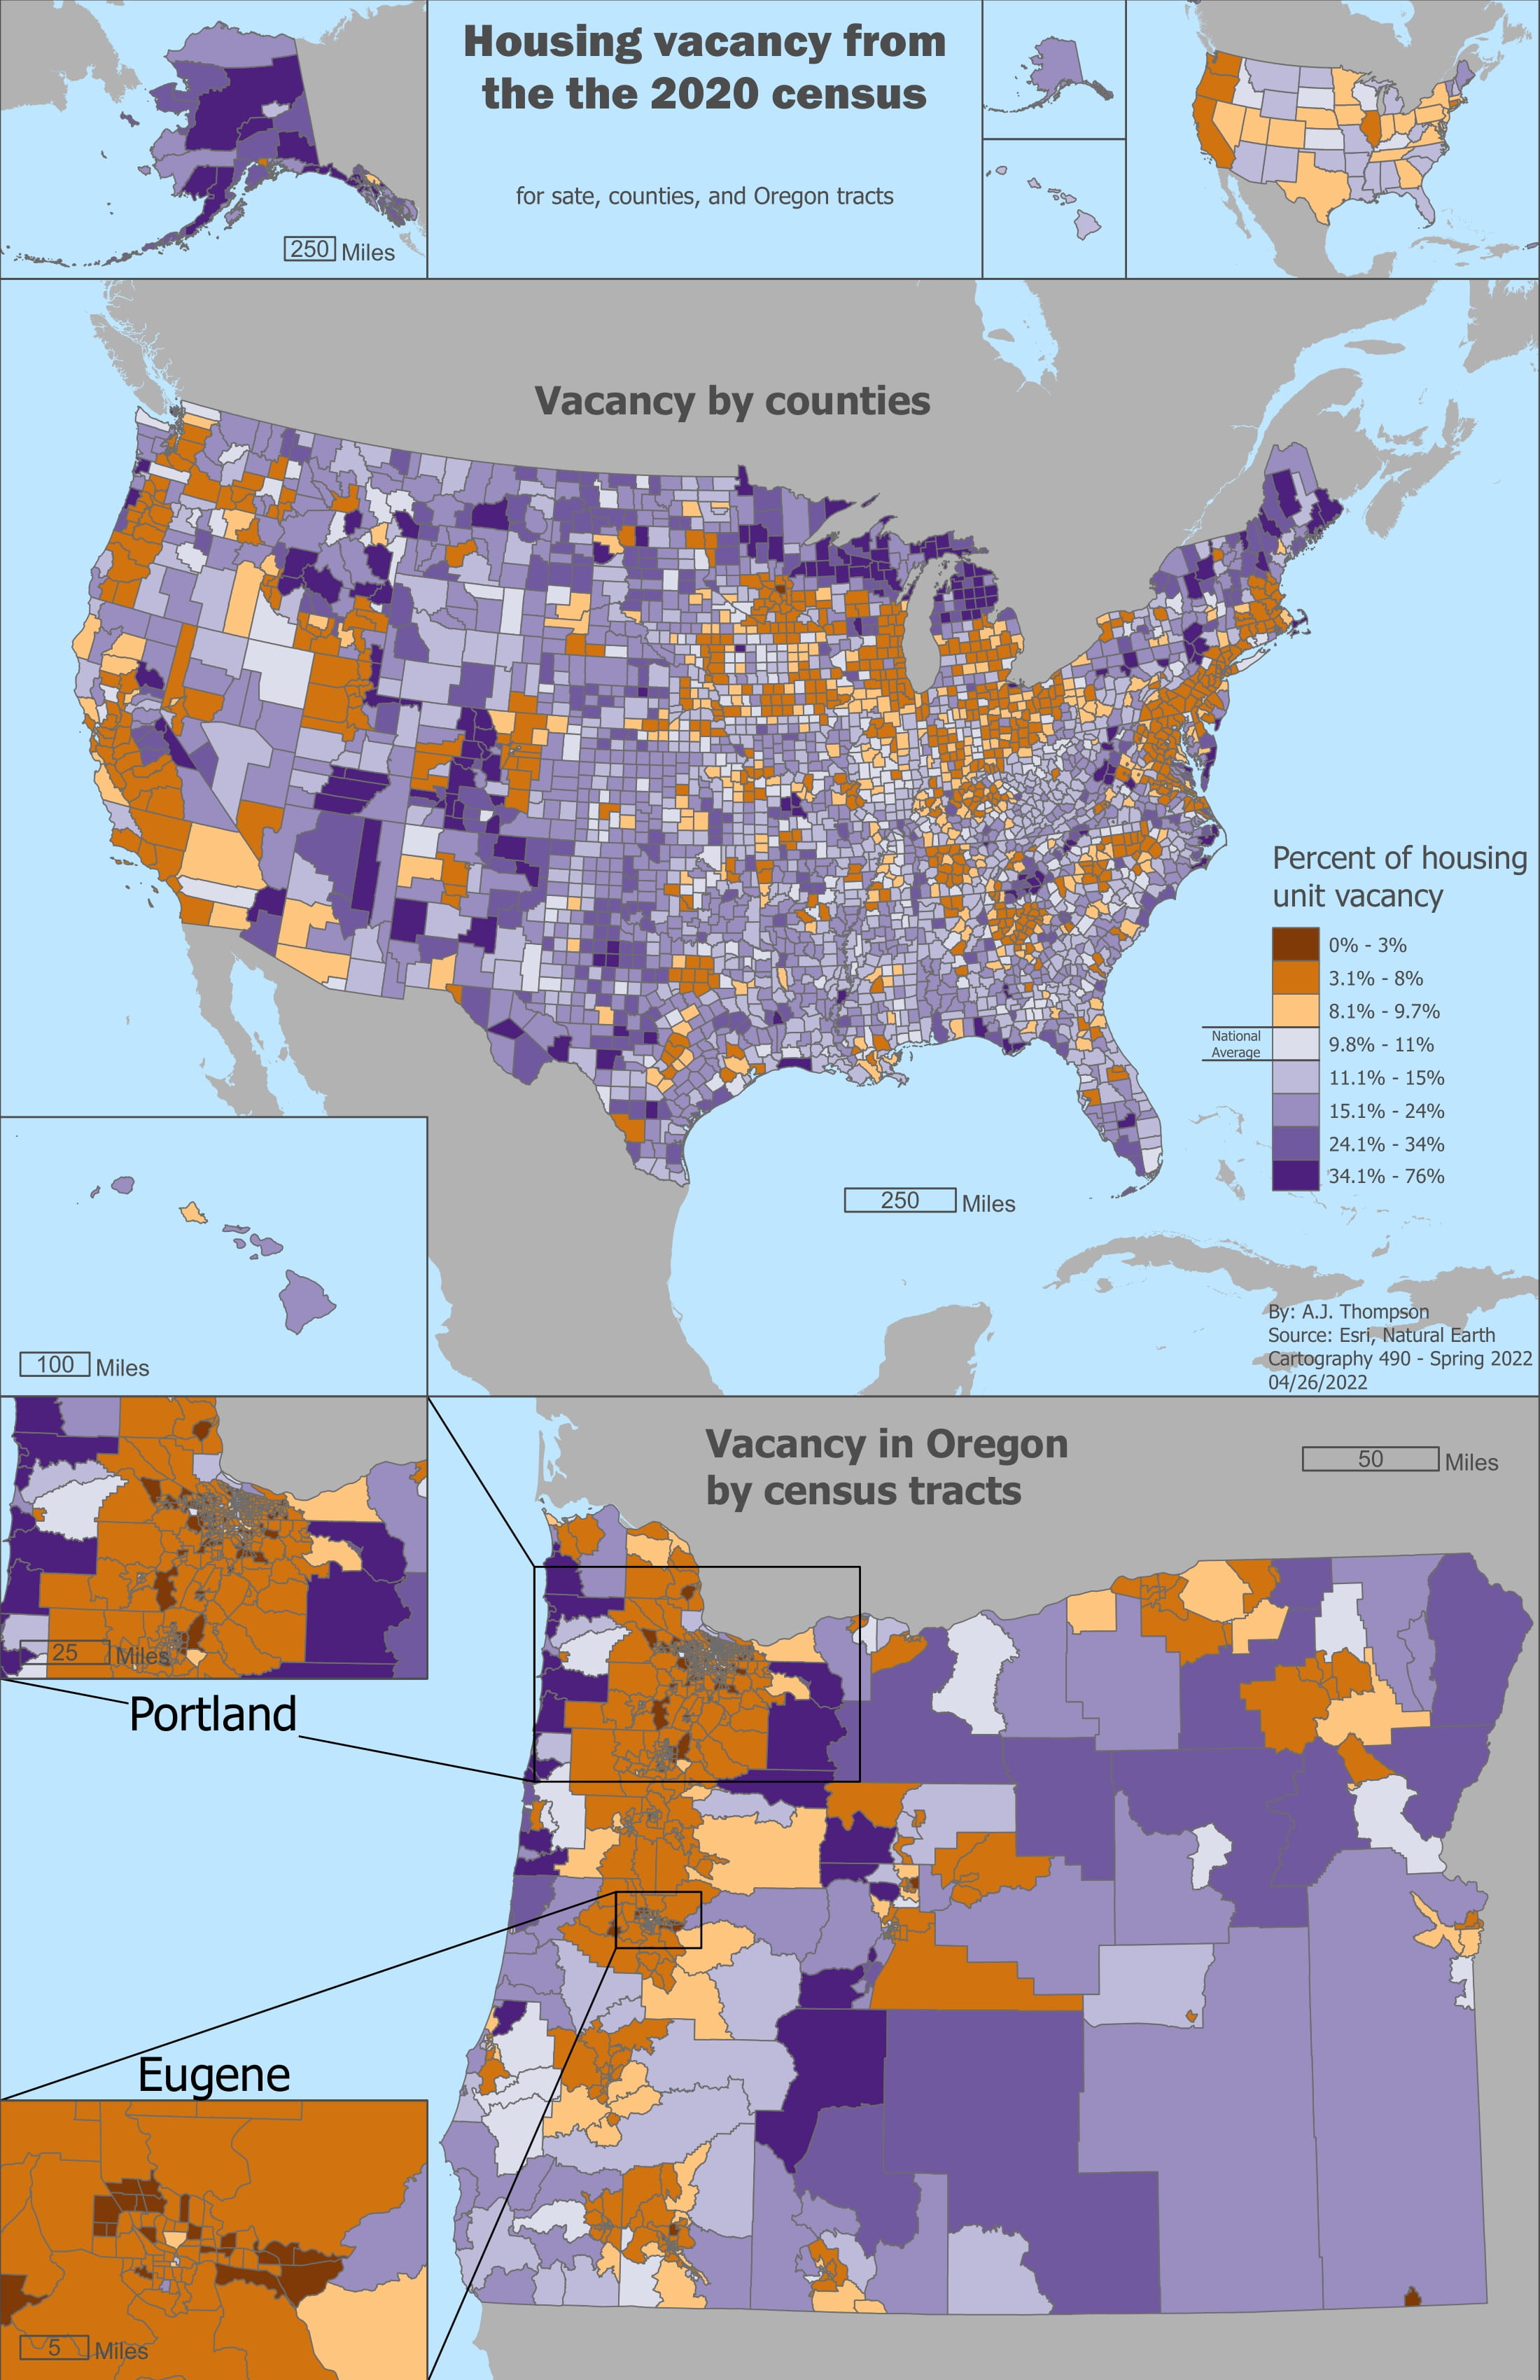 Housing vacancy from
the the 2020 census
for sate, counties, and Oregon tracts
250 Miles
Vacancy by counties
Percent of housing
unit vacancy
0% - 3%
3.1% - 8%
8.1% - 9.7%
National
Average
9.8% - 11%
11.1% - 15%
15.1% - 24%
24.1% - 34%
34.1% - 76%
250 Miles
100 Miles
By: A.J. Thompson
Source: Esri, Natural Earth
Cartography 490 - Spring 2022
04/26/2022
Vacancy in Oregon
by census tracts
50 Miles
25 Miles
Portland
Eugene
5 Miles